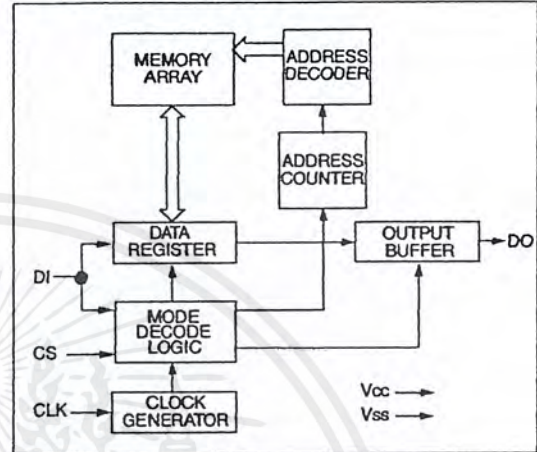 MEMORY
ARRAY
ADDRESS
DECODER
ADDRESS
COUNTER
DATA
REGISTER
OUTPUT
BUFFER
DO
DI
MODE
DECODE
LOGIC
CS
CLK
CLOCK
GENERATOR
Vcc
Vss